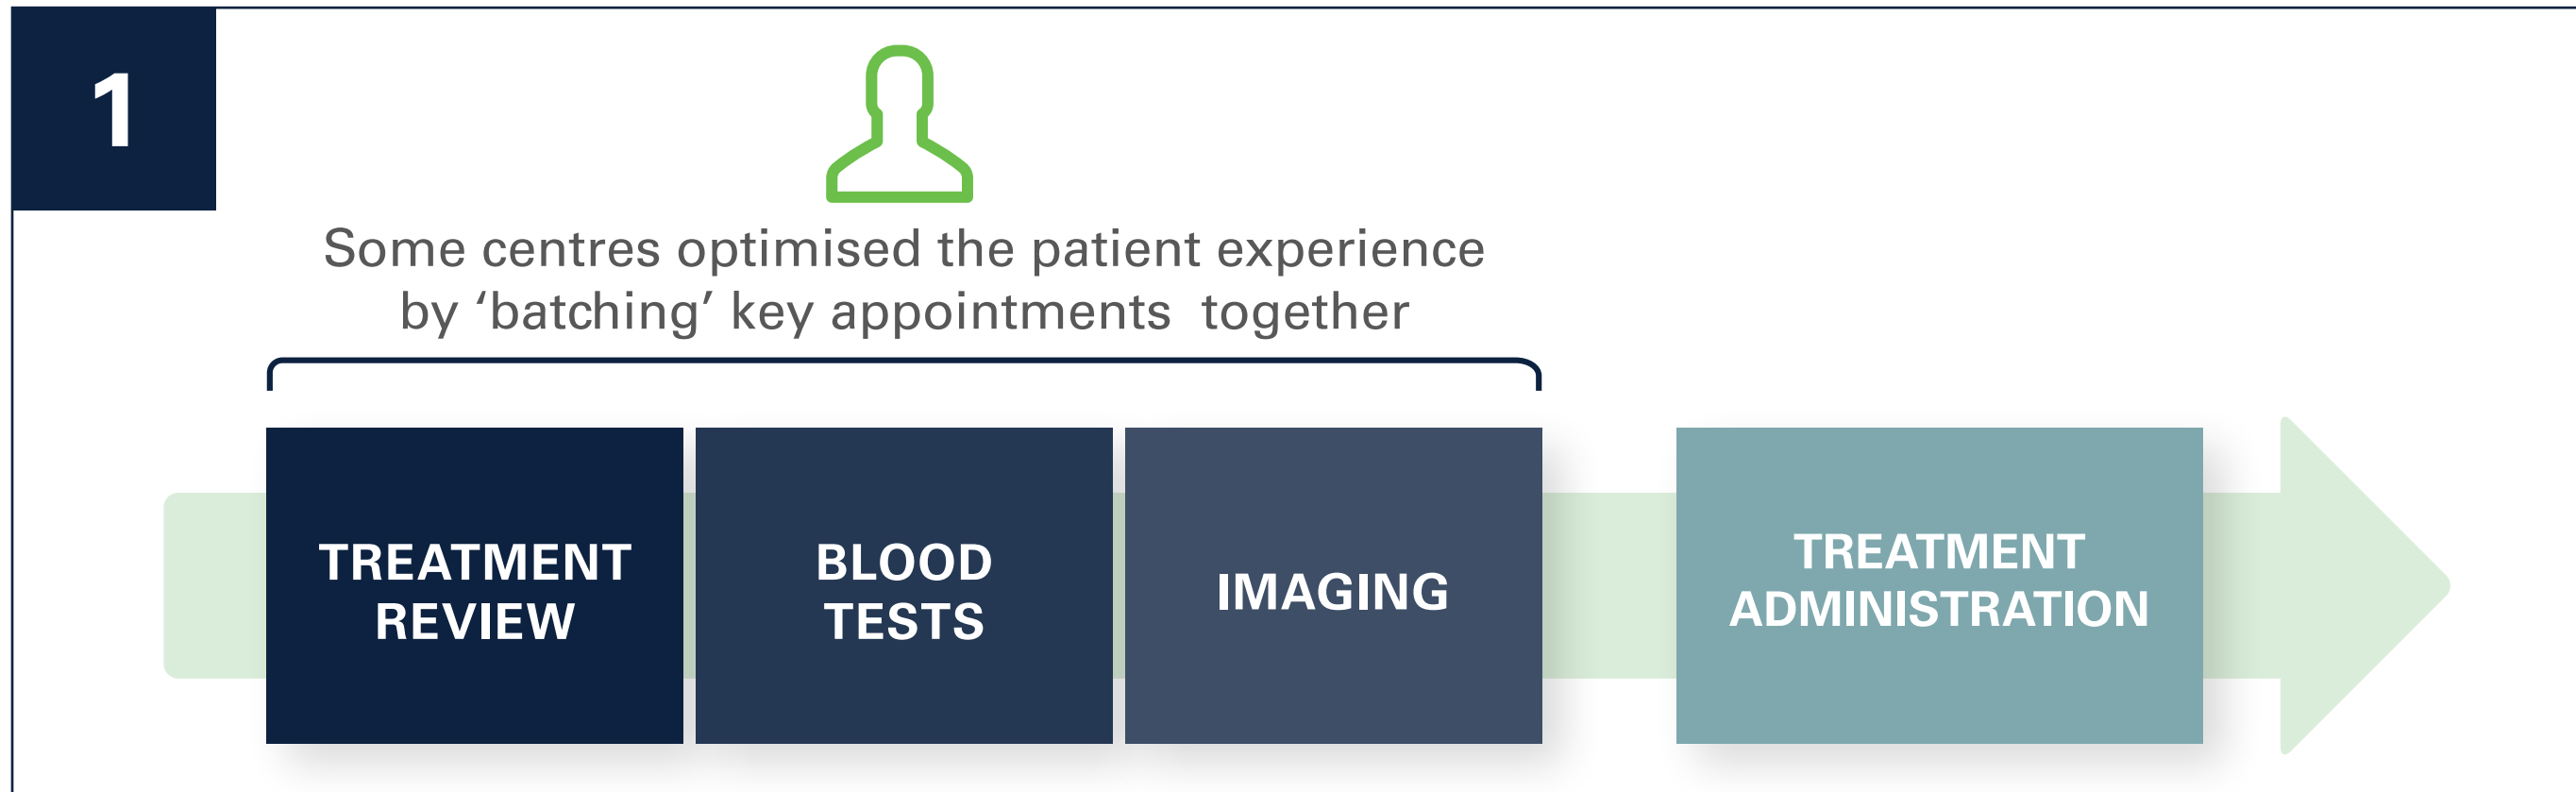 1
Some centres optimised the patient experience
by ‘batching’ key appointments  together
TREATMENT
REVIEW
BLOOD
TESTS
IMAGING
TREATMENT
ADMINISTRATION